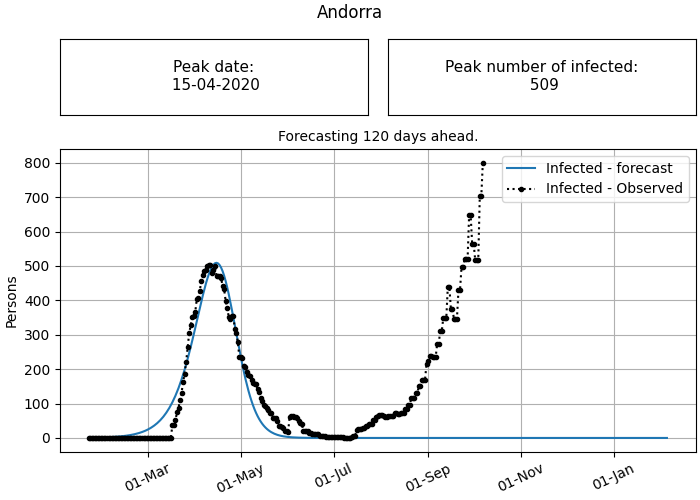 Andorra
Peak date:
15-04-2020
Peak number of infected:
509
Forecasting 120 days ahead.
Infected - forecast
Infected - Observed
Persons
800
700
600
500
400
300
200
100
0
01-Mar
01-May
01-Jul
01-Sep
01-Nov
01-Jan